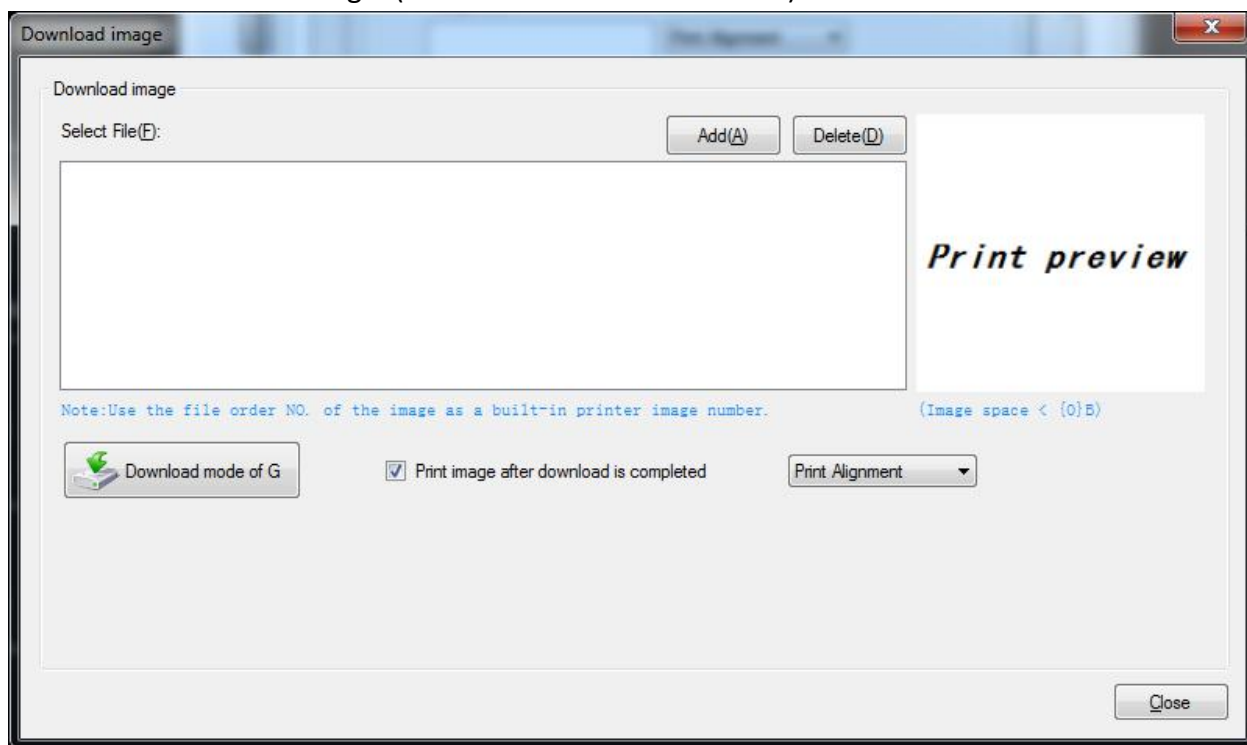 Download image
Download image
Select File(F):
Add(A)
Delete(D)
Print preview
Note:Use the file order NO. of the image as a built-in printer image number.
(Image space < {0}B)
Download mode of G
Print image after download is completed
Print Alignment
Close